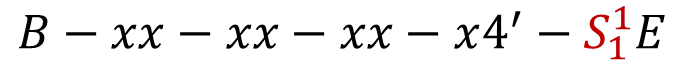 B − xx − xx − xx − x4′ − S₁¹E